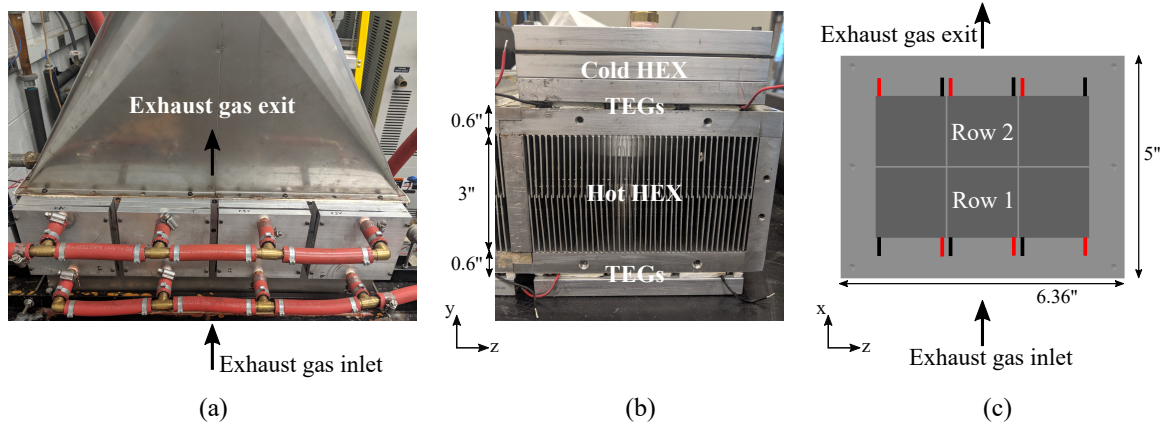 Exhaust gas exit
Exhaust gas inlet
(a)
Cold HEX
TEGs
0.6"
Hot HEX
3"
0.6"
TEGs
y
z
(b)
Exhaust gas exit
Row 2
Row 1
5"
6.36"
x
z
Exhaust gas inlet
(c)